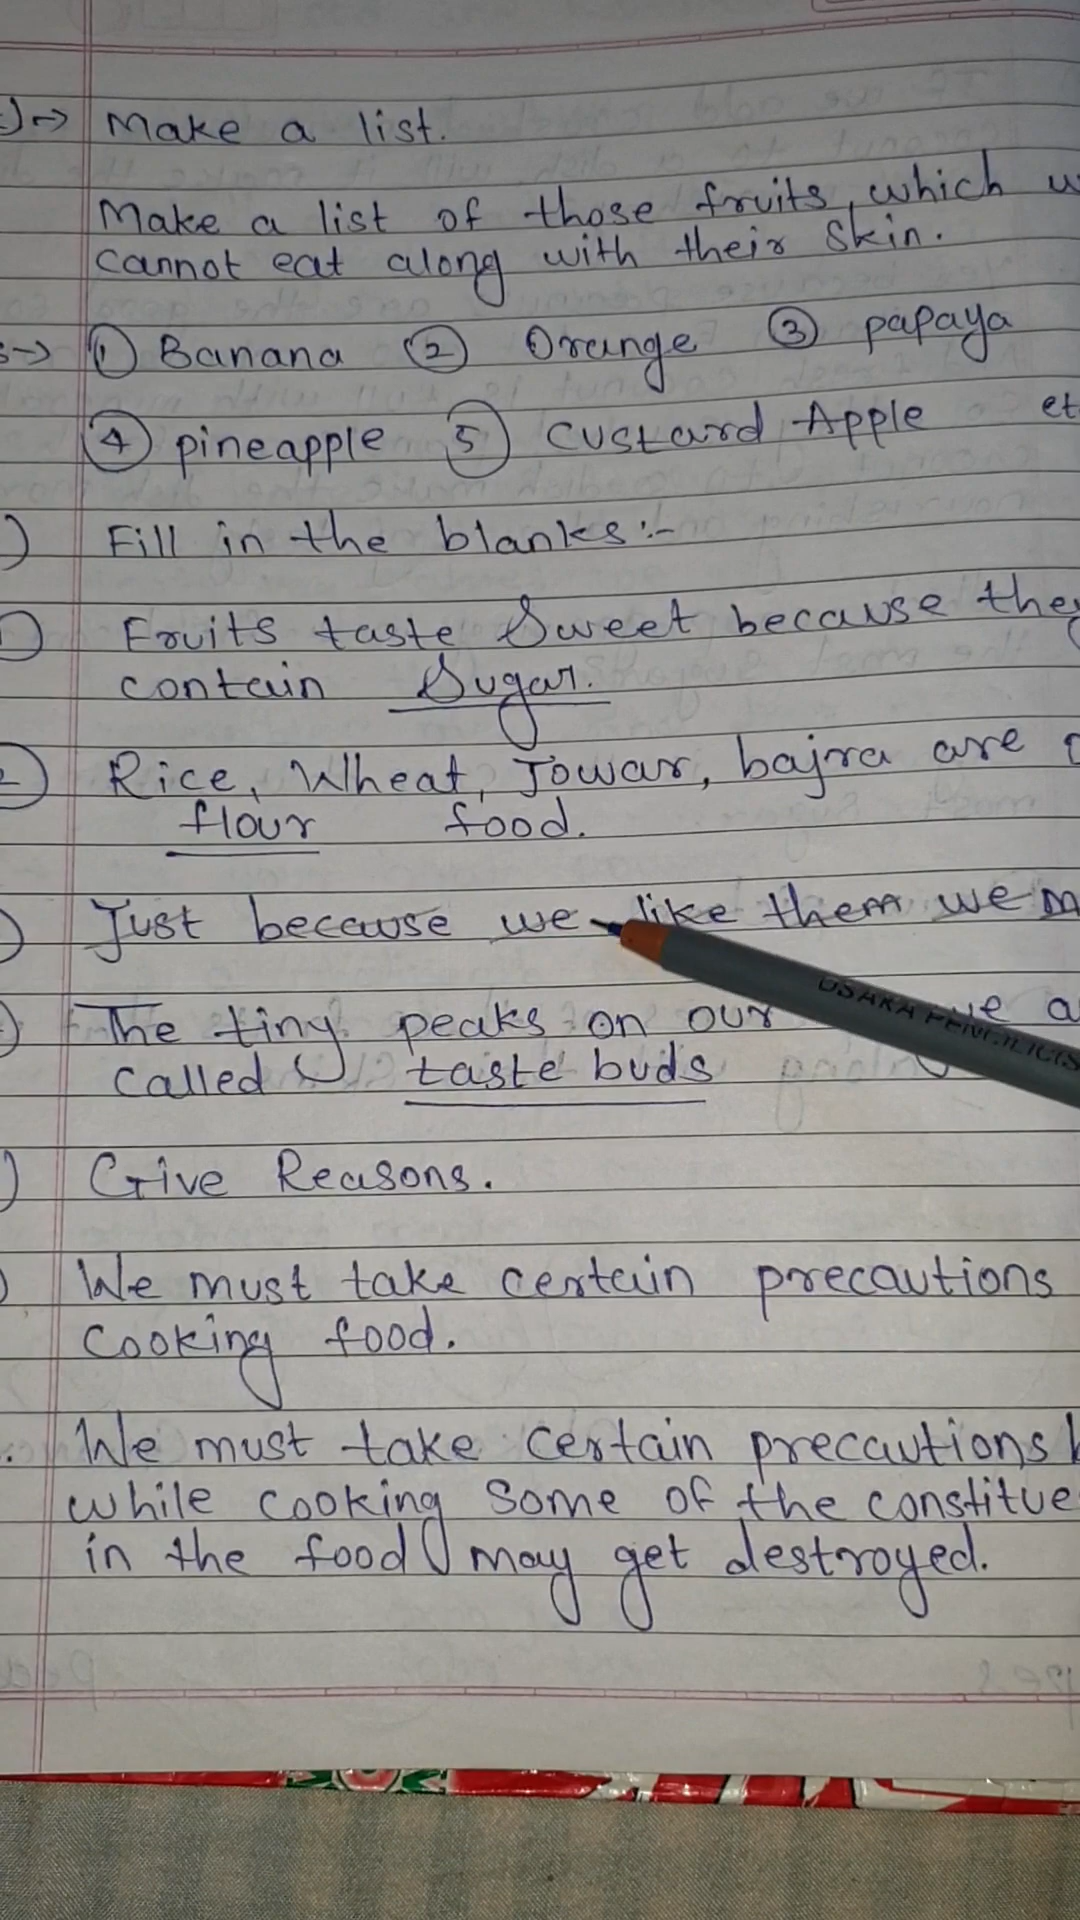 Make a list.
Make a list of those fruits, which
cannot eat along with their skin.
① Banana ② Orange ③ papaya
④ pineapple ⑤ Custard Apple
Fill in the blanks:-
Fruits taste Sweet because they
contain Sugar.
Rice, Wheat, Jowar, bajra are
flour food.
Just because we like them we
The tiny peaks on our
called taste buds
Give Reasons.
We must take certain precautions
Cooking food.
We must take certain precautions
while cooking some of the
in the food may get destroyed.
OSAKA